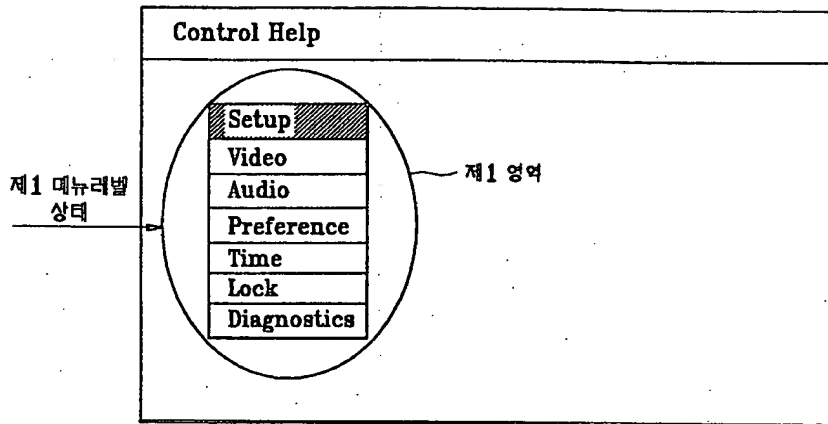 Control Help
Setup
Video
Audio
Preference
Time
Lock
Diagnostics
제1 메뉴레벨
상태
제1 영역